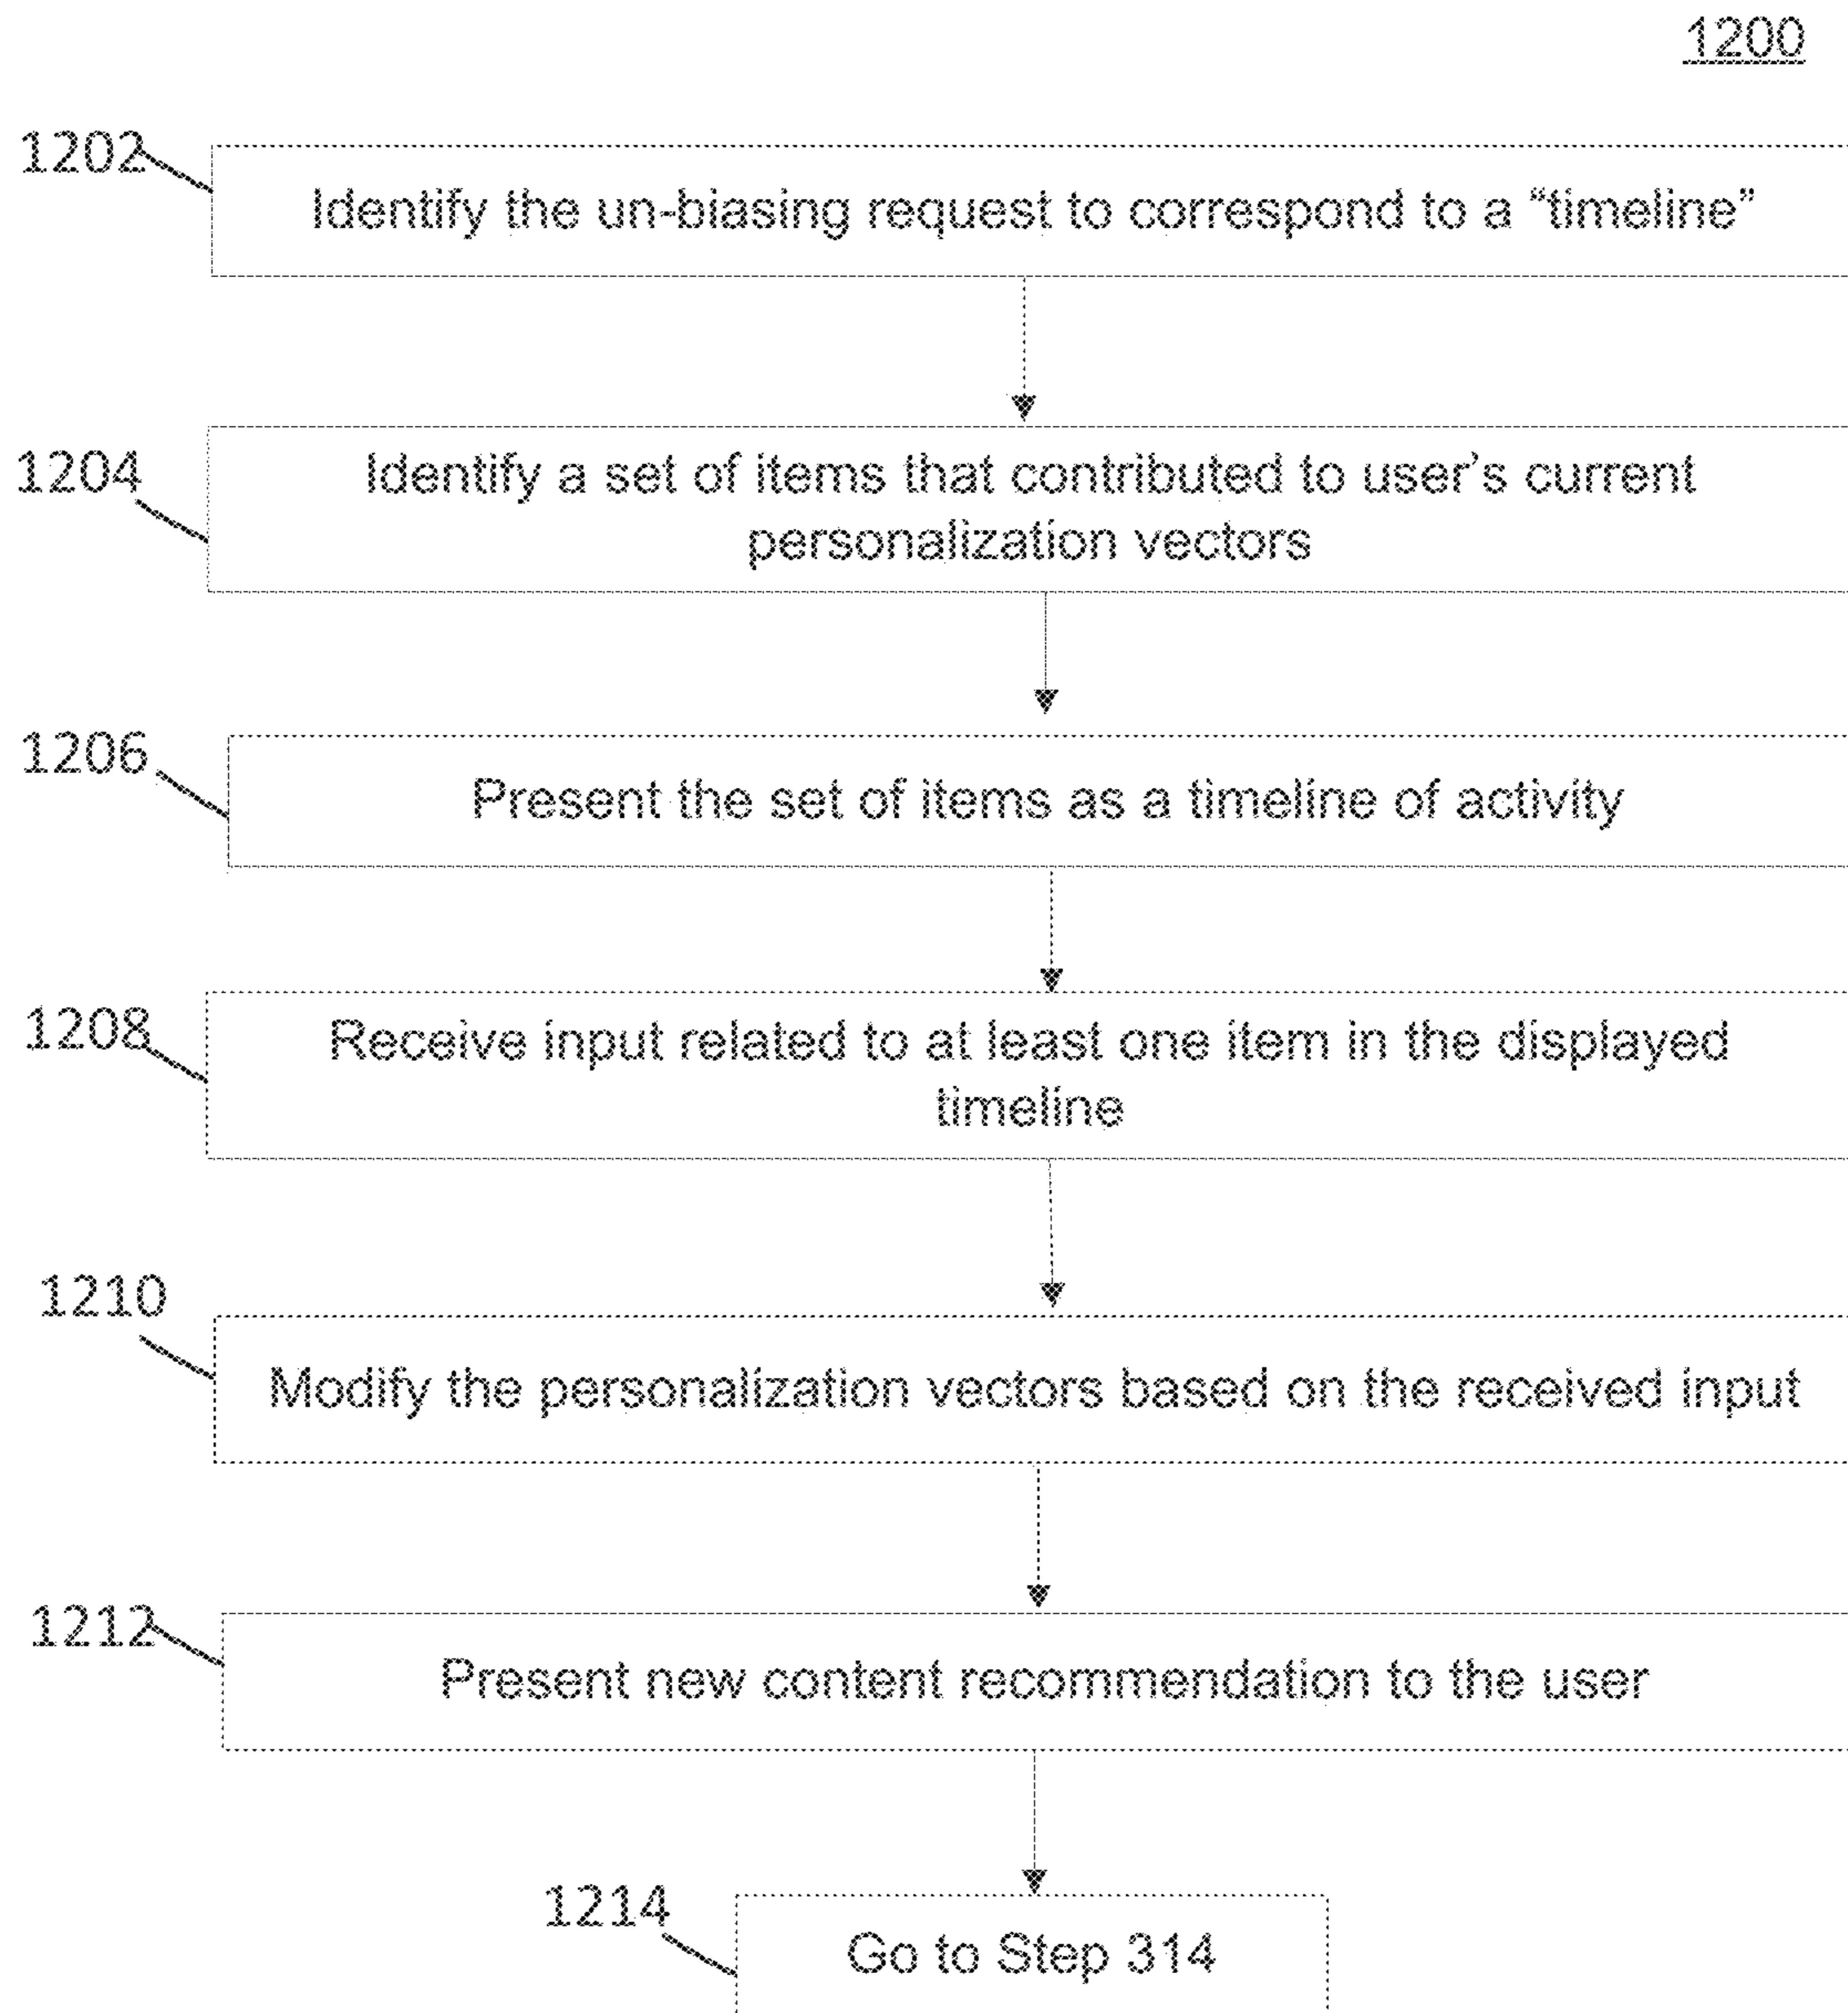 1200
1202
Identify the un-biasing request to correspond to a “timeline”
1204
Identify a set of items that contributed to user’s current
personalization vectors
1206
Present the set of items as a timeline of activity
1208
Receive input related to at least one item in the displayed
timeline
1210
Modify the personalization vectors based on the received input
1212
Present new content recommendation to the user
1214
Go to Step 314